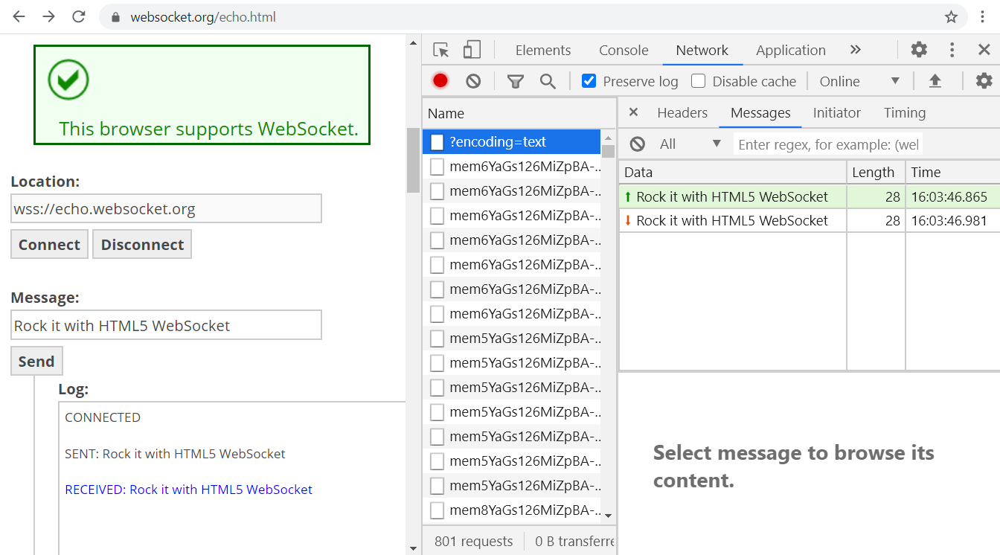 websocket.org/echo.html
This browser supports WebSocket.
Location:
wss://echo.websocket.org
Connect Disconnect
Message:
Rock it with HTML5 WebSocket
Send
Log:
CONNECTED
SENT: Rock it with HTML5 WebSocket
RECEIVED: Rock it with HTML5 WebSocket
Elements Console Network Application »
Preserve log Disable cache Online
Name
?encoding=text
mem6YaGs126MiZpBA-..
mem6YaGs126MiZpBA-..
mem6YaGs126MiZpBA-..
mem6YaGs126MiZpBA-..
mem6YaGs126MiZpBA-..
mem6YaGs126MiZpBA-..
mem6YaGs126MiZpBA-..
mem5YaGs126MiZpBA-..
mem5YaGs126MiZpBA-..
mem5YaGs126MiZpBA-..
mem5YaGs126MiZpBA-..
mem5YaGs126MiZpBA-..
mem5YaGs126MiZpBA-..
mem5YaGs126MiZpBA-..
mem8YaGs126MiZpBA-..
801 requests 0 B transferre
Headers Messages Initiator Timing
All Enter regex, for example: (wel
Data Length Time
Rock it with HTML5 WebSocket 28 16:03:46.865
Rock it with HTML5 WebSocket 28 16:03:46.981
Select message to browse its
content.